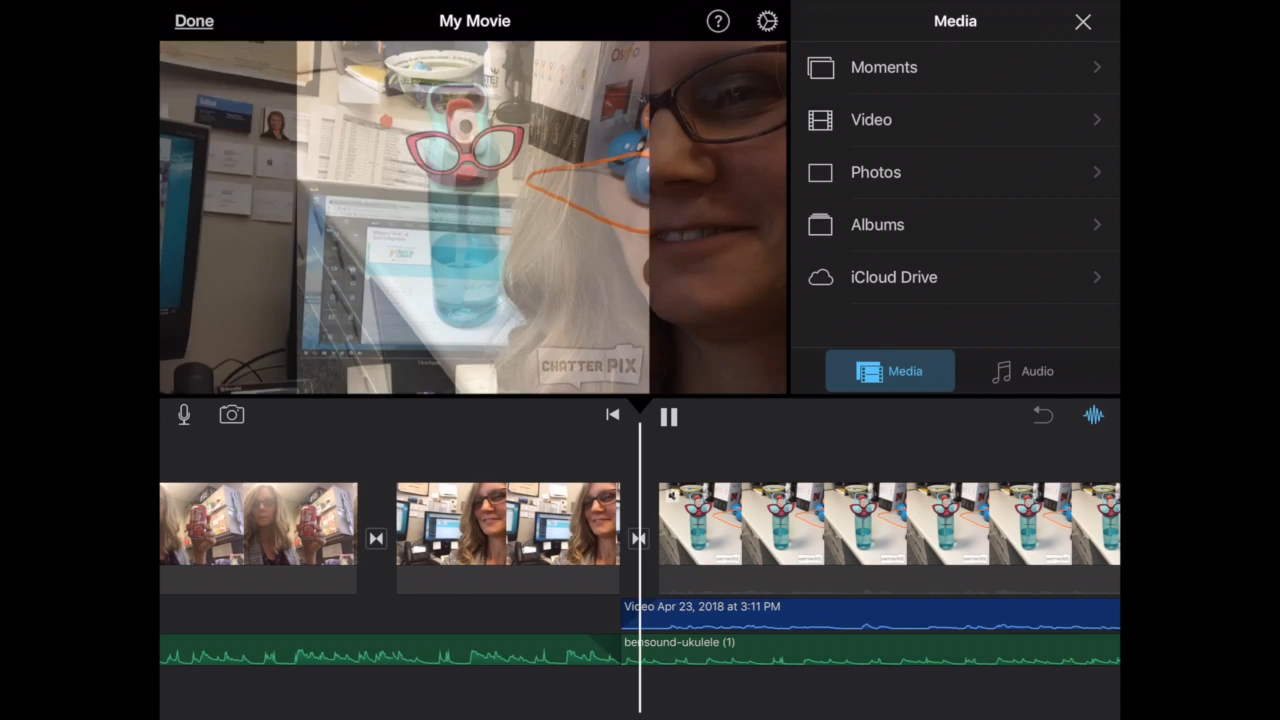 Done
My Movie
?
Media
Moments
Video
Photos
Albums
iCloud Drive
Media
Audio
CHATTER PIX
Video Apr 23, 2018 at 3:11 PM
bensound-ukulele (1)